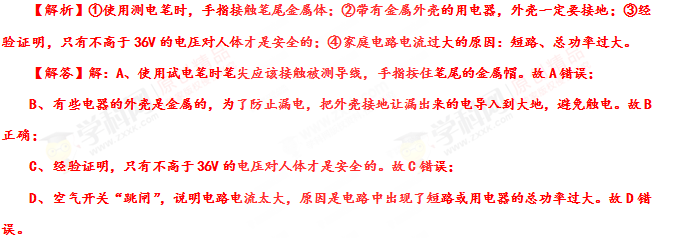 【解析】①使用测电笔时，手指接触笔尾金属体；②带有金属外壳的用电器，外壳一定要接地；③经
验证明，只有不高于36V的电压对人体才是安全的；④家庭电路电流过大的原因：短路、总功率过大。
【解答】解：A、使用试电笔时笔尖应该接触被测导线，手指按住笔尾的金属帽。故A错误；
B、有些电器的外壳是金属的，为了防止漏电，把外壳接地让漏出来的电导入到大地，避免触电。故B
正确；
C、经验证明，只有不高于36V的电压对人体才是安全的。故C错误；
D、空气开关“跳闸”，说明电路电流太大，原因是电路中出现了短路或用电器的总功率过大。故D错
误。